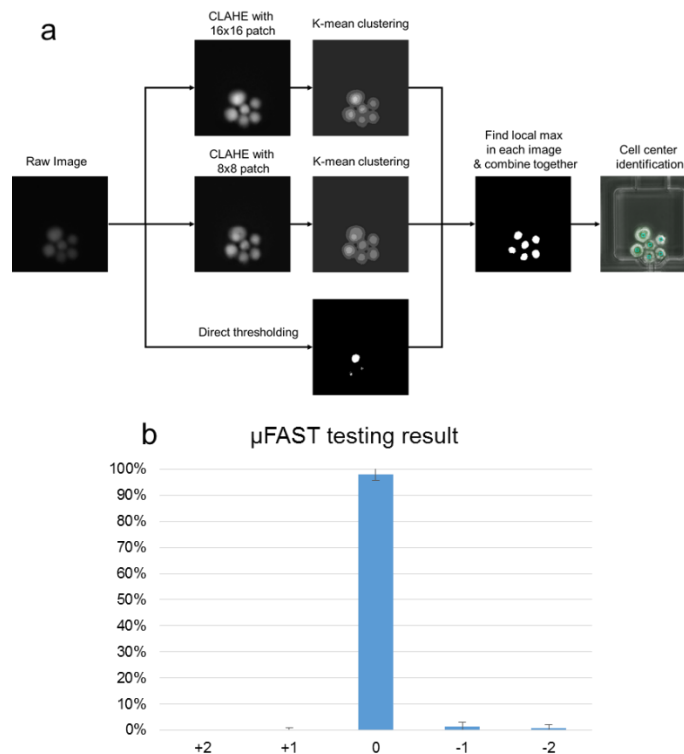 a
CLAHE with
16x16 patch
K-mean clustering
Raw Image
CLAHE with
8x8 patch
K-mean clustering
Find local max
in each image
& combine together
Cell center
identification
Direct thresholding
b
µFAST testing result
100%
90%
80%
70%
60%
50%
40%
30%
20%
10%
0%
+2 +1 0 -1 -2